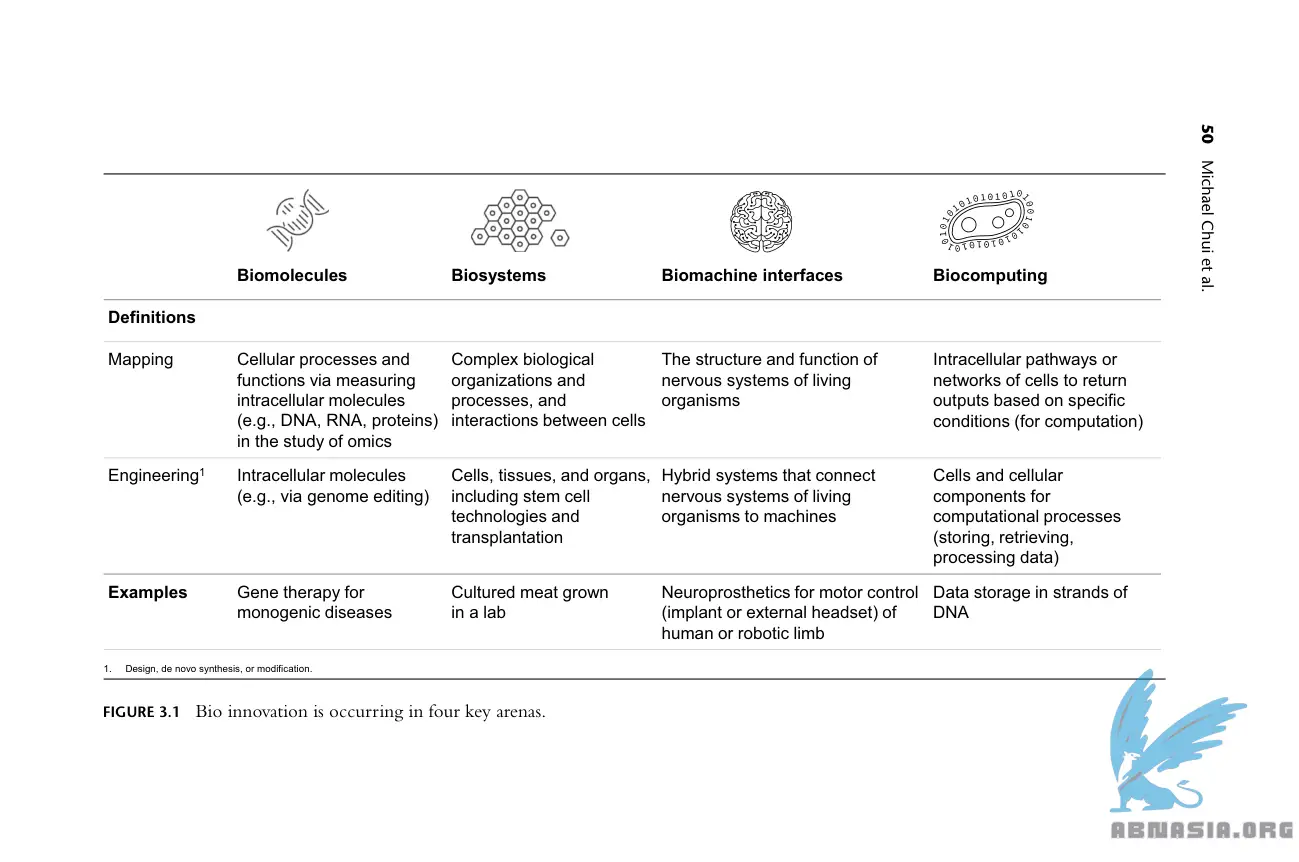 50 Michael Chui et al.
Biomolecules Biosystems Biomachine interfaces Biocomputing
Definitions
Mapping
Cellular processes and
functions via measuring
intracellular molecules
(e.g., DNA, RNA, proteins)
in the study of omics
Complex biological
organizations and
processes, and
interactions between cells
The structure and function of
nervous systems of living
organisms
Intracellular pathways or
networks of cells to return
outputs based on specific
conditions (for computation)
Engineering1
Intracellular molecules
(e.g., via genome editing)
Cells, tissues, and organs,
including stem cell
technologies and
transplantation
Hybrid systems that connect
nervous systems of living
organisms to machines
Cells and cellular
components for
computational processes
(storing, retrieving,
processing data)
Examples
Gene therapy for
monogenic diseases
Cultured meat grown
in a lab
Neuroprosthetics for motor control
(implant or external headset) of
human or robotic limb
Data storage in strands of
DNA
1. Design, de novo synthesis, or modification.
FIGURE 3.1 Bio innovation is occurring in four key arenas.
ABNASIA.ORG